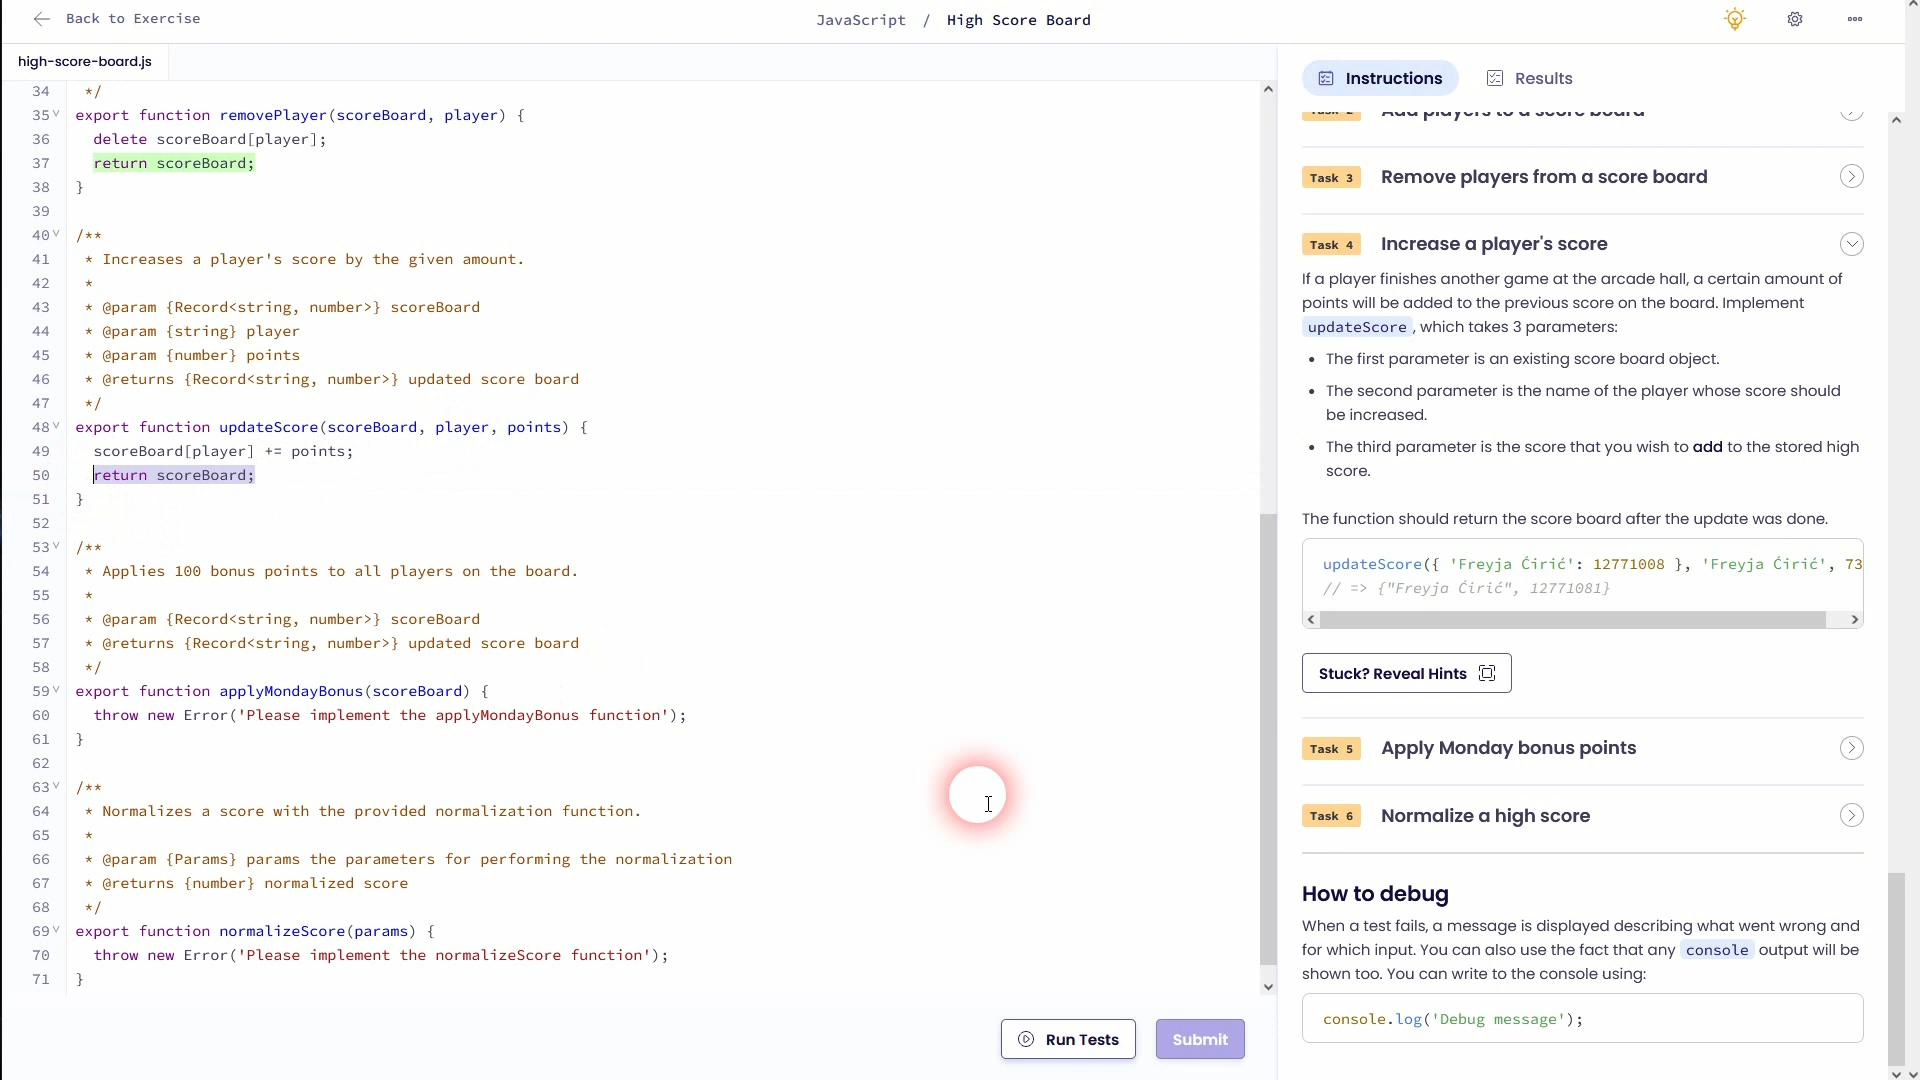 Back to Exercise
JavaScript / High Score Board
high-score-board.js
34 */
35 export function removePlayer(scoreBoard, player) {
36 delete scoreBoard[player];
37 return scoreBoard;
38 }
39
40 /**
41 * Increases a player's score by the given amount.
42 *
43 * @param {Record<string, number>} scoreBoard
44 * @param {string} player
45 * @param {number} points
46 * @returns {Record<string, number>} updated score board
47 */
48 export function updateScore(scoreBoard, player, points) {
49 scoreBoard[player] += points;
50 return scoreBoard;
51 }
52
53 /**
54 * Applies 100 bonus points to all players on the board.
55 *
56 * @param {Record<string, number>} scoreBoard
57 * @returns {Record<string, number>} updated score board
58 */
59 export function applyMondayBonus(scoreBoard) {
60 throw new Error('Please implement the applyMondayBonus function');
61 }
62
63 /**
64 * Normalizes a score with the provided normalization function.
65 *
66 * @param {Params} params the parameters for performing the normalization
67 * @returns {number} normalized score
68 */
69 export function normalizeScore(params) {
70 throw new Error('Please implement the normalizeScore function');
71 }
Run Tests
Submit
Instructions
Results
Task 2 Add players to a score board
Task 3 Remove players from a score board
Task 4 Increase a player's score
If a player finishes another game at the arcade hall, a certain amount of
points will be added to the previous score on the board. Implement
updateScore, which takes 3 parameters:
• The first parameter is an existing score board object.
• The second parameter is the name of the player whose score should
be increased.
• The third parameter is the score that you wish to add to the stored high
score.
The function should return the score board after the update was done.
updateScore({ 'Freyja Ćirić': 12771008 }, 'Freyja Ćirić', 73
// => {"Freyja Ćirić", 12771081}
Stuck? Reveal Hints
Task 5 Apply Monday bonus points
Task 6 Normalize a high score
How to debug
When a test fails, a message is displayed describing what went wrong and
for which input. You can also use the fact that any console output will be
shown too. You can write to the console using:
console.log('Debug message');